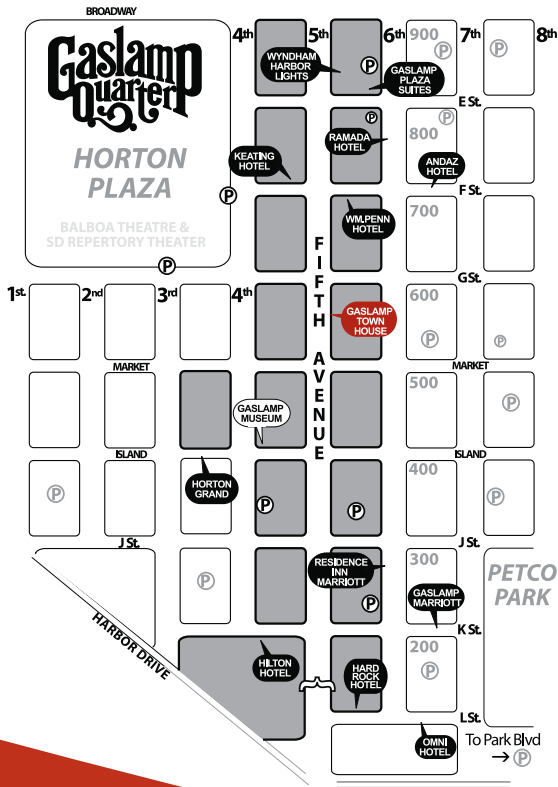 BROADWAY
Gaslamp
Quarter
HORTON
PLAZA
BALBOA THEATRE &
SD REPERTORY THEATER
4th
5th
6th
7th
8th
900
P
P
P
WYNDHAM
HARBOR
LIGHTS
GASLAMP
PLAZA
SUITES
E St.
P
P
800
RAMADA
HOTEL
KEATING
HOTEL
ANDAZ
HOTEL
F St.
P
700
WM.PENN
HOTEL
FIFTH AVENUE
P
G St.
1st.
2nd
3rd
4th
600
GASLAMP
TOWN
HOUSE
P
P
MARKET
MARKET
500
P
GASLAMP
MUSEUM
ISLAND
ISLAND
400
HORTON
GRAND
P
P
P
P
J St.
J St.
300
RESIDENCE
INN
MARRIOTT
PETCO
PARK
P
P
GASLAMP
MARRIOTT
HARBOR DRIVE
K St.
200
HILTON
HOTEL
HARD
ROCK
HOTEL
P
L St.
OMNI
HOTEL
To Park Blvd
→ P